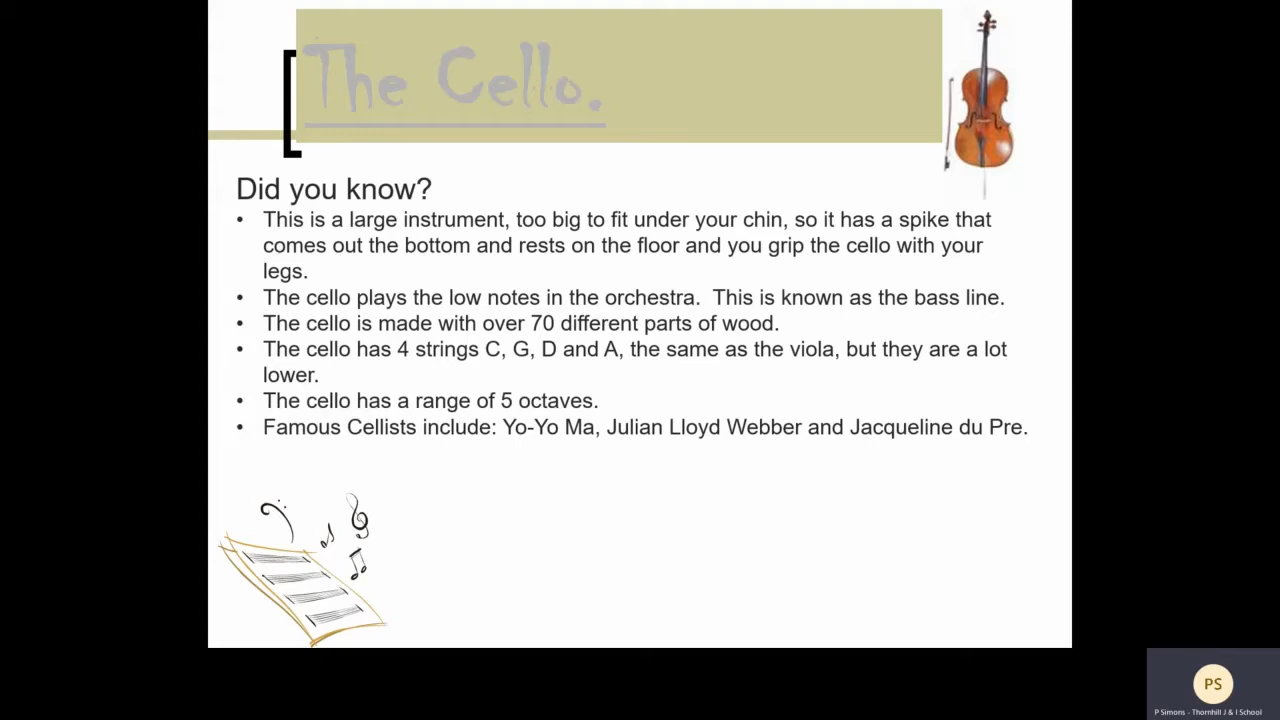 The Cello.
Did you know?
• This is a large instrument, too big to fit under your chin, so it has a spike that
comes out the bottom and rests on the floor and you grip the cello with your
legs.
• The cello plays the low notes in the orchestra.  This is known as the bass line.
• The cello is made with over 70 different parts of wood.
• The cello has 4 strings C, G, D and A, the same as the viola, but they are a lot
lower.
• The cello has a range of 5 octaves.
• Famous Cellists include: Yo-Yo Ma, Julian Lloyd Webber and Jacqueline du Pre.
PS
P Simons - Thornhill J & I School